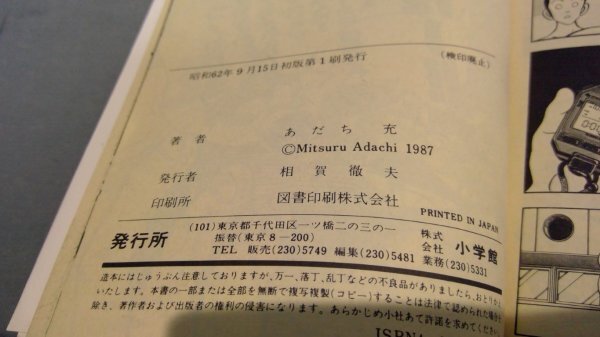 昭和62年9月15日初版第1刷発行
(検印廃止)
著者 あだち 充
©Mitsuru Adachi 1987
発行者 相賀徹夫
印刷所 図書印刷株式会社
PRINTED IN JAPAN
発行所
(101)東京都千代田区一ツ橋二の三の一
振替(東京8-200)
TEL 販売(230)5749 編集(230)5481 業務(230)5331
株式会社 小学館
造本にはじゅうぶん注意しておりますが、万一、落丁、乱丁などの不良品がありましたら、おとりか
いたします。本書の一部または全部を無断で複写複製(コピー)することは法律で認められた場合
除き、著作者および出版者の権利の侵害になります。あらかじめ小社あて許諾を求めてください